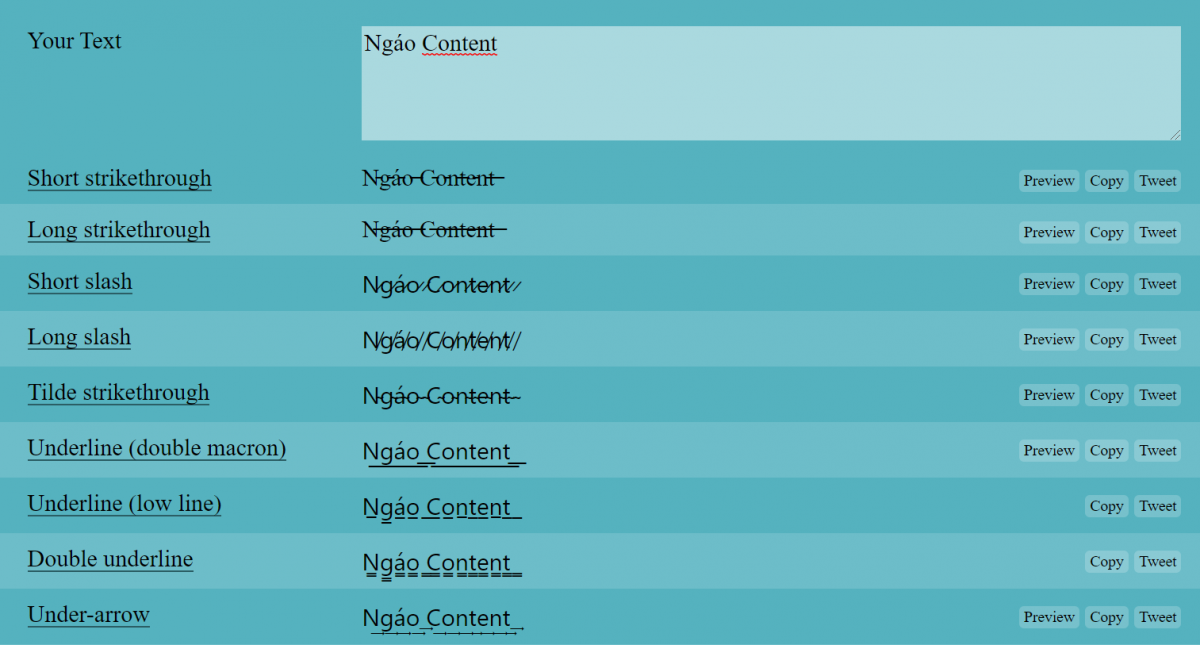 Your Text Ngáo Content
Short strikethrough Ngáo Content Preview Copy Tweet
Long strikethrough Ngáo Content Preview Copy Tweet
Short slash Ngáo Content Preview Copy Tweet
Long slash Ngáo Content Preview Copy Tweet
Tilde strikethrough Ngáo Content Preview Copy Tweet
Underline (double macron) Ngáo Content Preview Copy Tweet
Underline (low line) Ngáo Content Copy Tweet
Double underline Ngáo Content Copy Tweet
Under-arrow Ngáo Content Preview Copy Tweet